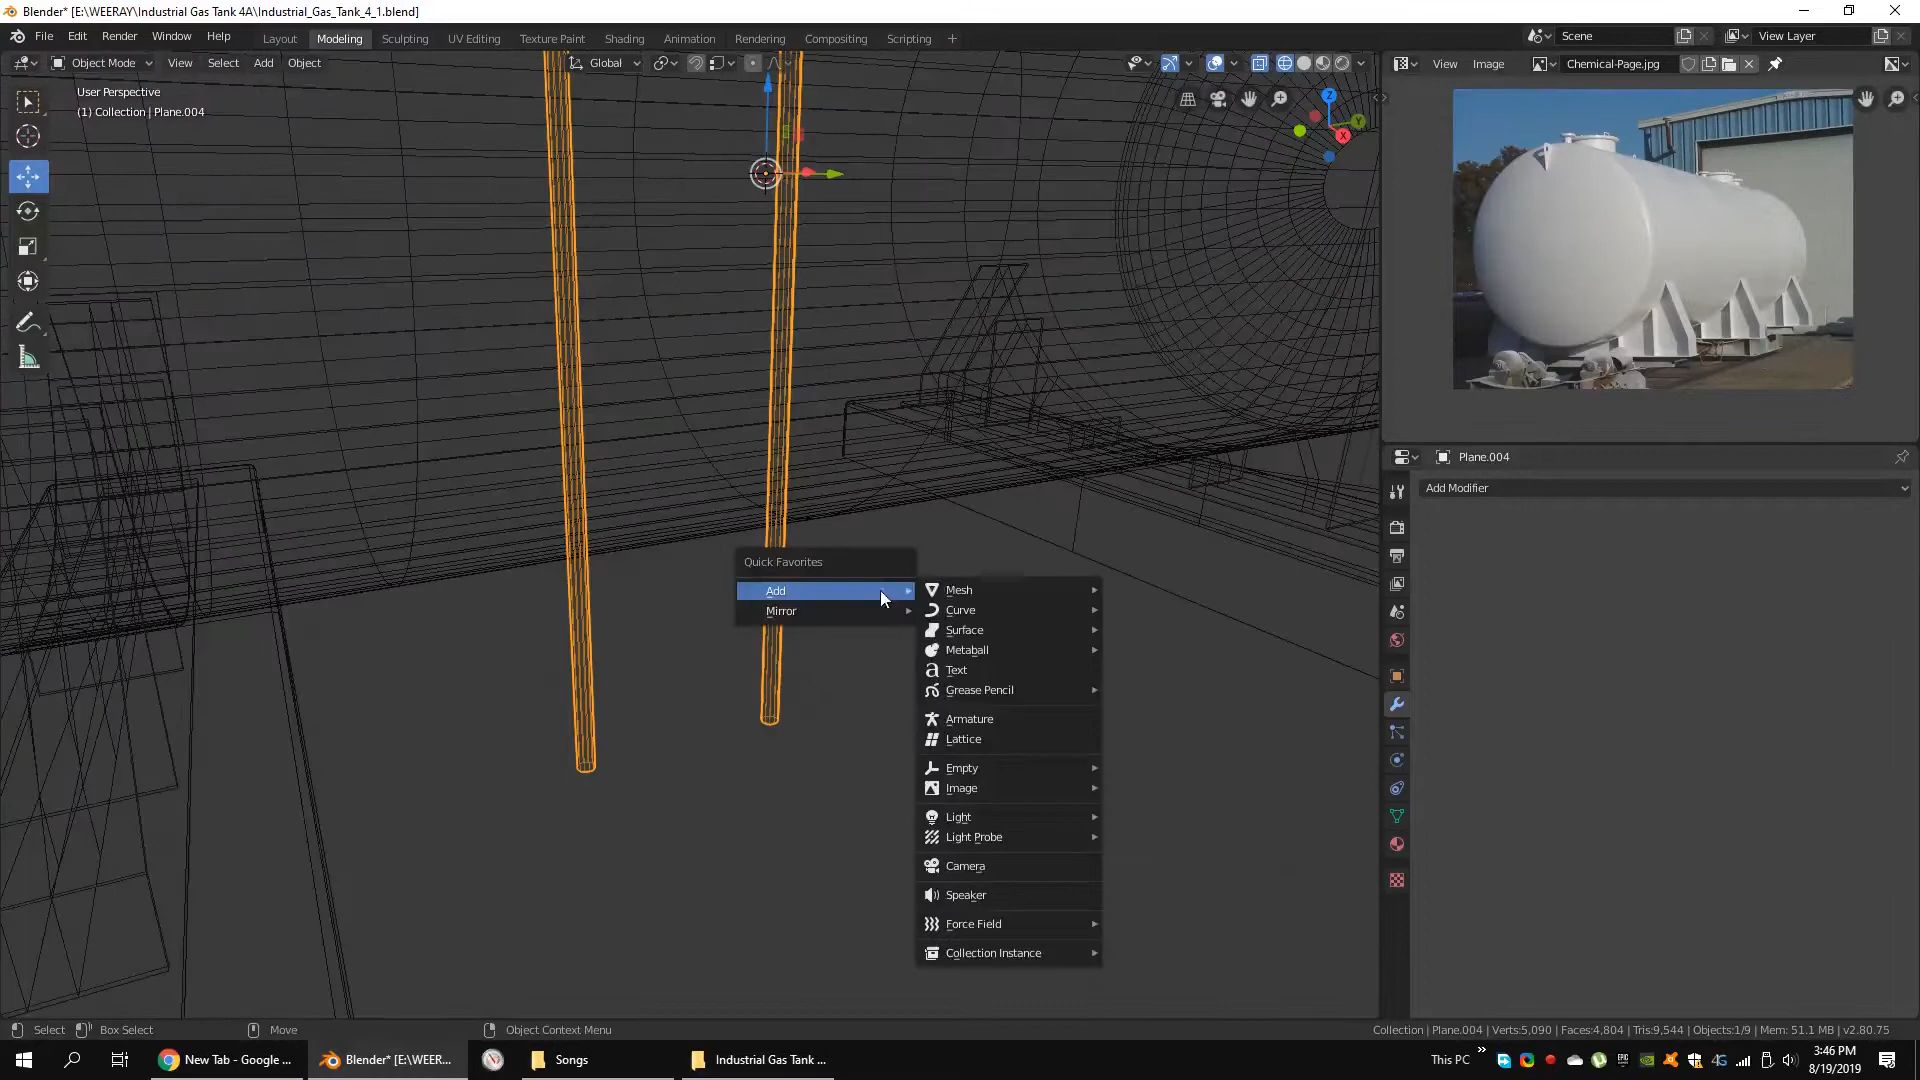 Blender* [E:\WEERAY\Industrial Gas Tank 4A\Industrial_Gas_Tank_4_1.blend]
File Edit Render Window Help Layout Modeling Sculpting UV Editing Texture Paint Shading Animation Rendering Compositing Scripting + Scene View Layer
Object Mode View Select Add Object Global View Image Chemical-Page.jpg
User Perspective
(1) Collection | Plane.004
Z
Y
X
Plane.004
Add Modifier
Quick Favorites
Add
Mirror
Mesh
Curve
Surface
Metaball
Text
Grease Pencil
Armature
Lattice
Empty
Image
Light
Light Probe
Camera
Speaker
Force Field
Collection Instance
Select Box Select Move Object Context Menu Collection | Plane.004 | Verts:5,090 | Faces:4,804 | Tris:9,544 | Objects:1/9 | Mem: 51.1 MB | v2.80.75
New Tab - Google ... Blender* [E:\WEER... Songs Industrial Gas Tank ... This PC » 4G 3:46 PM
8/19/2019